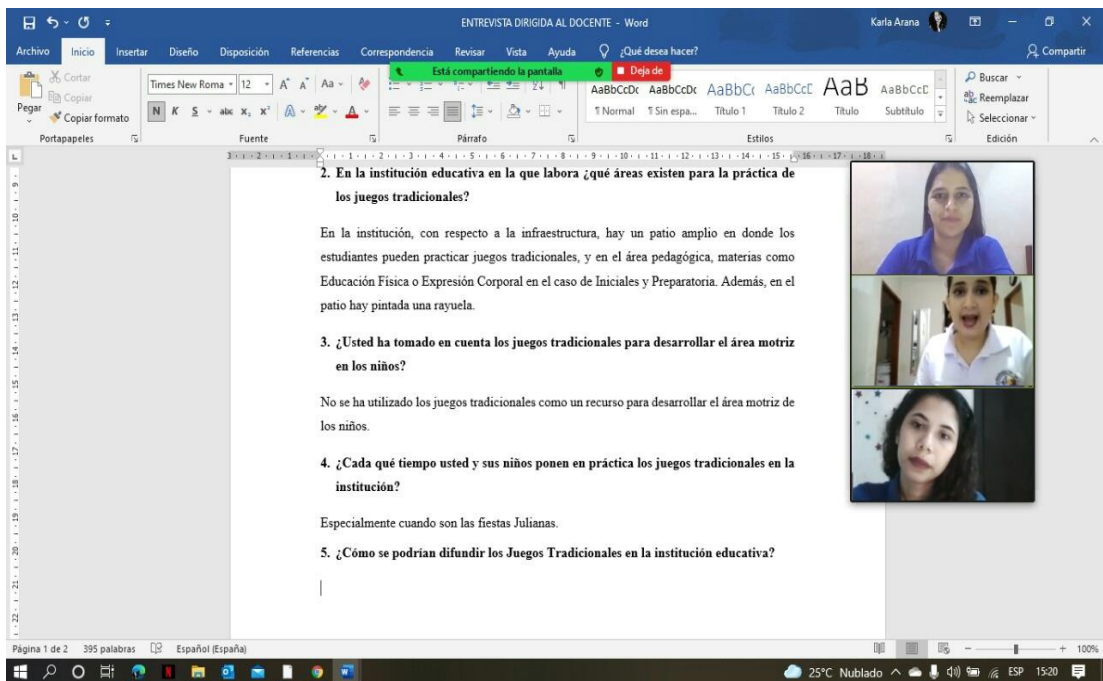 ENTREVISTA DIRIGIDA AL DOCENTE - Word
Karla Arana
Archivo Inicio Insertar Diseño Disposición Referencias Correspondencia Revisar Vista Ayuda ¿Qué desea hacer? Compartir
Está compartiendo la pantalla Deja de
Pegar
Cortar
Copiar
Copiar formato
Portapapeles
Times New Roma 12 Aa
N K S abc x₂ x² A A
Fuente
Párrafo
AaBbCcDc AaBbCcDc AaBbCc AaBbCcC AaB AaBbCcC
¶ Normal ¶ Sin espa... Título 1 Título 2 Título Subtítulo
Estilos
Buscar
Reemplazar
Seleccionar
Edición
2. En la institución educativa en la que labora ¿qué áreas existen para la práctica de
los juegos tradicionales?
En la institución, con respecto a la infraestructura, hay un patio amplio en donde los
estudiantes pueden practicar juegos tradicionales, y en el área pedagógica, materias como
Educación Física o Expresión Corporal en el caso de Iniciales y Preparatoria. Además, en el
patio hay pintada una rayuela.
3. ¿Usted ha tomado en cuenta los juegos tradicionales para desarrollar el área motriz
en los niños?
No se ha utilizado los juegos tradicionales como un recurso para desarrollar el área motriz de
los niños.
4. ¿Cada qué tiempo usted y sus niños ponen en práctica los juegos tradicionales en la
institución?
Especialmente cuando son las fiestas Julianas.
5. ¿Cómo se podrían difundir los Juegos Tradicionales en la institución educativa?
Página 1 de 2 395 palabras Español (España) 100%
25°C Nublado ESP 15:20